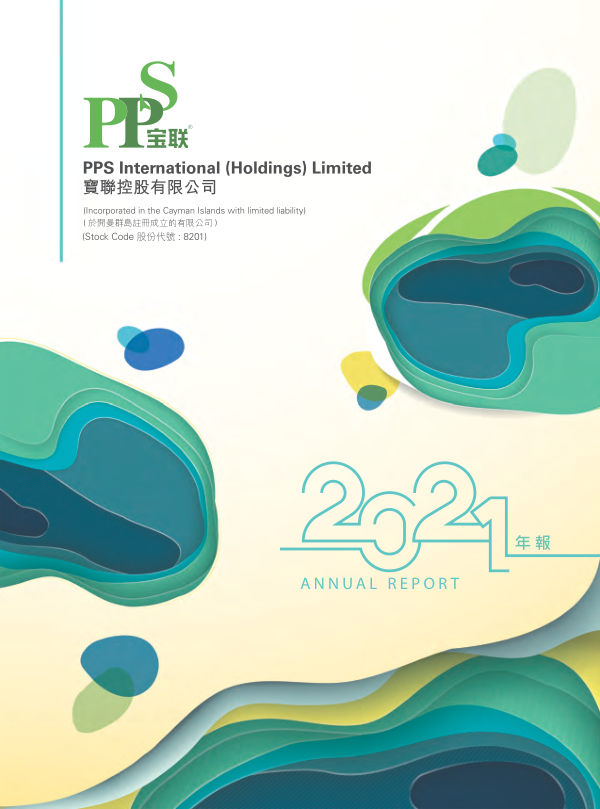 PPS
宝联®
PPS International (Holdings) Limited
寶聯控股有限公司
(Incorporated in the Cayman Islands with limited liability)
(於開曼群島註冊成立的有限公司)
(Stock Code 股份代號 : 8201)
2021 年報
ANNUAL REPORT